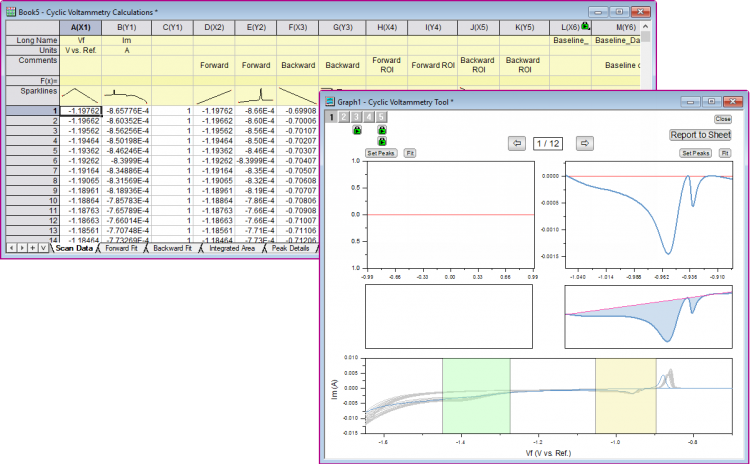 Book5 - Cyclic Voltammetry Calculations *
A(X1) B(Y1) C(Y1) D(X2) E(Y2) F(X3) G(Y3) H(X4) I(Y4) J(X5) K(Y5) L(X6) M(Y6)
Long Name Vf Im Baseline_ Baseline_Da
Units V vs. Ref. A
Comments Forward Forward Backward Backward Forward ROI Forward ROI Backward ROI Backward ROI Baseline c
F(x)=
Sparklines
1 -1.19762 -8.65776E-4 1 -1.19762 -8.66E-4 -0.69908
2 -1.19662 -8.60356E-4 1 -1.19662 -8.60E-4 -0.70006
3 -1.19562 -8.56256E-4 1 -1.19562 -8.56E-4 -0.70107
4 -1.19464 -8.50198E-4 1 -1.19464 -8.50E-4 -0.70207
5 -1.19362 -8.46246E-4 1 -1.19362 -8.46E-4 -0.70307
6 -1.19262 -8.3999E-4 1 -1.19262 -8.3999E-4 -0.70407
7 -1.19164 -8.34886E-4 1 -1.19164 -8.35E-4 -0.70507
8 -1.19065 -8.31569E-4 1 -1.19065 -8.32E-4 -0.70608
9 -1.18961 -8.18936E-4 1 -1.18961 -8.19E-4 -0.70707
10 -1.18864 -7.85783E-4 1 -1.18864 -7.86E-4 -0.70806
11 -1.18763 -7.65789E-4 1 -1.18763 -7.66E-4 -0.70908
12 -1.18663 -7.66014E-4 1 -1.18663 -7.66E-4 -0.71007
13 -1.18561 -7.70748E-4 1 -1.18561 -7.71E-4 -0.71106
14 -1.18464 -7.73269E-4 1 -1.18464 -7.73E-4 -0.71206
Scan Data Forward Fit Backward Fit Integrated Area Peak Details
Graph1 - Cyclic Voltammetry Tool *
1 2 3 4 5
Close
Report to Sheet
1 / 12
Set Peaks Fit
Set Peaks Fit
1.0
0.5
0.0
0.5
1.0
-0.99 -0.66 -0.33 0.00 0.33 0.66 0.99
0.0000
-0.0005
-0.0010
-0.0015
-1.040 -1.014 -0.988 -0.962 -0.936 -0.910
Im (A)
0.010
0.005
0.000
-0.005
-0.010
-0.015
-1.6 -1.4 -1.2 -1.0 -0.8
Vf (V vs. Ref.)